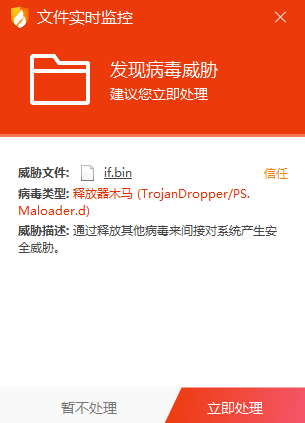 文件实时监控
发现病毒威胁
建议您立即处理
威胁文件: if.bin 信任
病毒类型: 释放器木马 (TrojanDropper/PS.
Maloader.d)
威胁描述: 通过释放其他病毒来间接对系统产生安
全威胁。
暂不处理 立即处理